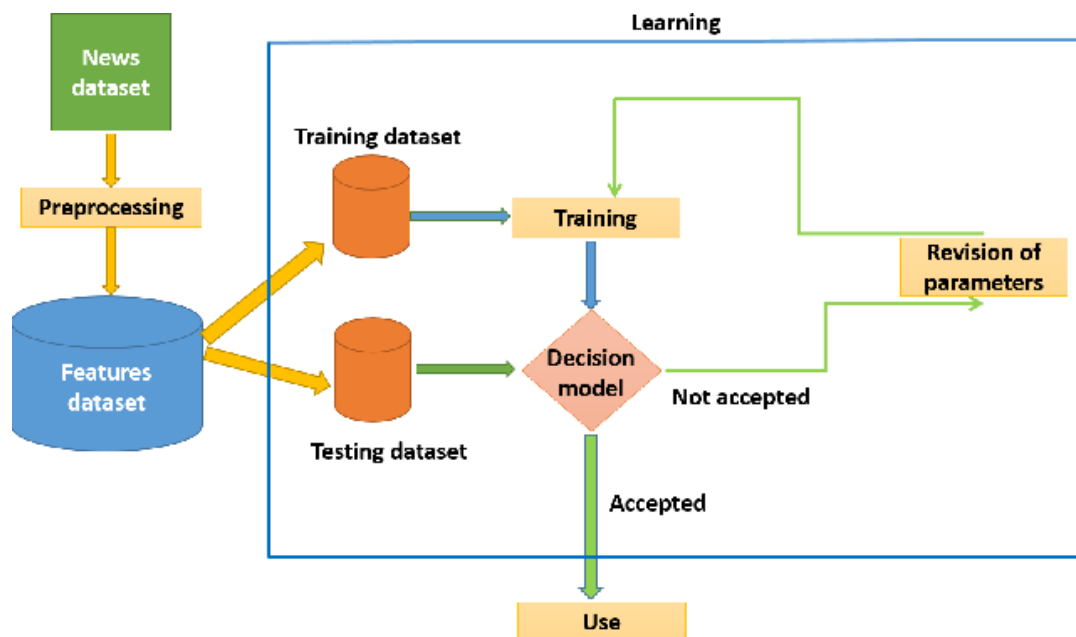 Learning
News
dataset
Training dataset
Preprocessing
Training
Revision of
parameters
Features
dataset
Decision
model
Not accepted
Testing dataset
Accepted
Use